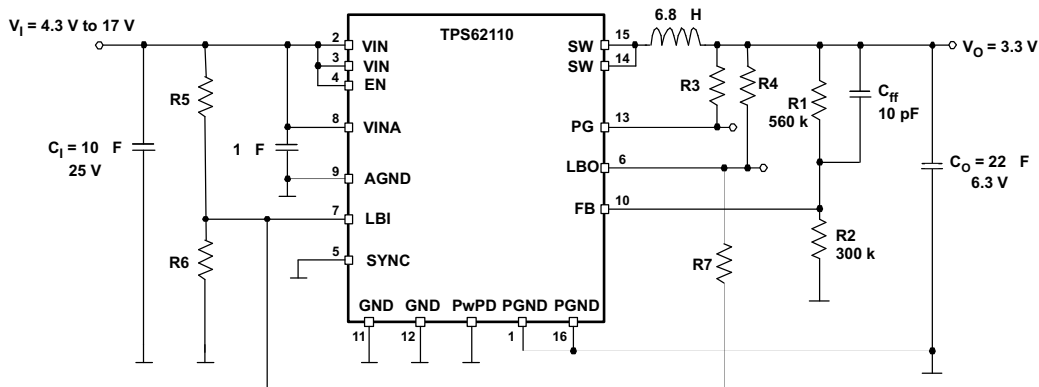 6.8 H
V_I = 4.3 V to 17 V
TPS62110
2 VIN
SW 15
V_O = 3.3 V
3 VIN
SW 14
4 EN
R5
R3
R4
R1
560 k
C_ff
10 pF
8 VINA
PG 13
C_I = 10 F
25 V
1 F
LBO 6
C_O = 22 F
6.3 V
9 AGND
7 LBI
FB 10
R2
300 k
R6
5 SYNC
R7
GND GND PwPD PGND PGND
11 12 1 16